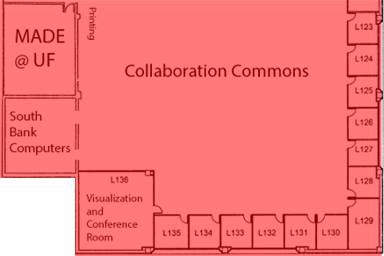 Printing
MADE
@ UF
Collaboration Commons
South
Bank
Computers
L123
L124
L125
L126
L127
L128
L129
L136
Visualization
and
Conference
Room
L135
L134
L133
L132
L131
L130